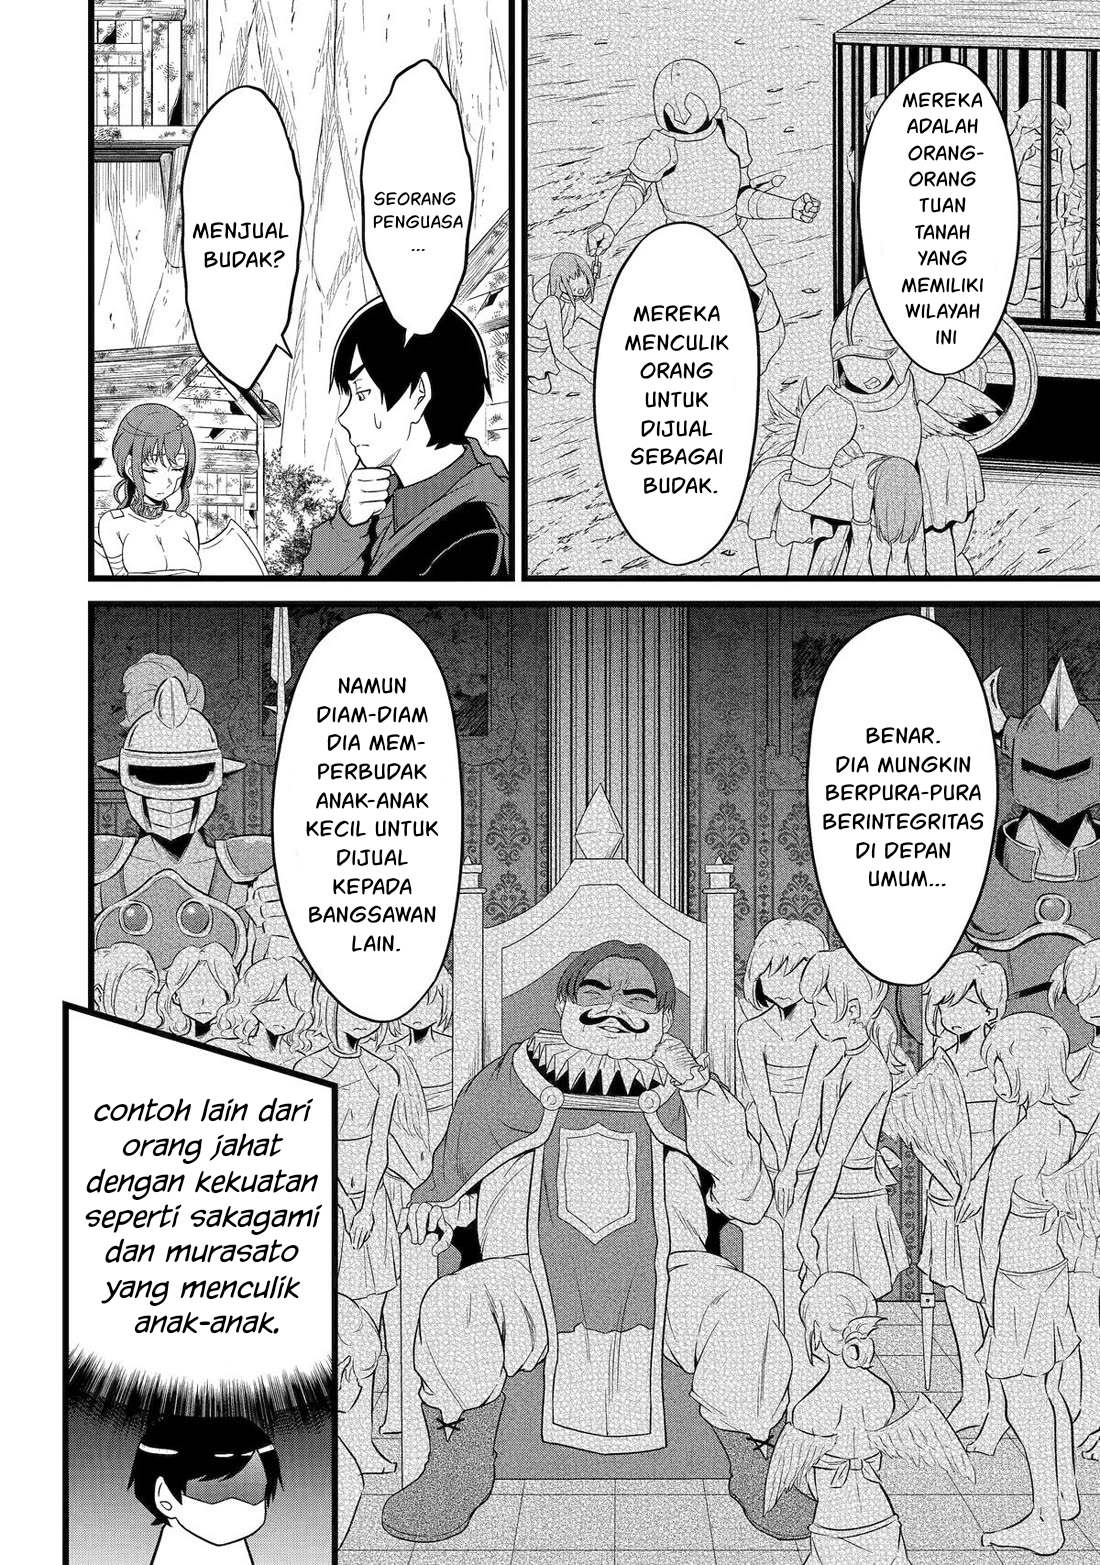 MEREKA
ADALAH
ORANG-
ORANG
TUAN
TANAH
YANG
MEMILIKI
WILAYAH
INI
MEREKA
MENCULIK
ORANG
UNTUK
DIJUAL
SEBAGAI
BUDAK.
SEORANG
PENGUASA
...
MENJUAL
BUDAK?
BENAR.
DIA MUNGKIN
BERPURA-PURA
BERINTEGRITAS
DI DEPAN
UMUM...
NAMUN
DIAM-DIAM
DIA MEM-
PERBUDAK
ANAK-ANAK
KECIL UNTUK
DIJUAL
KEPADA
BANGSAWAN
LAIN.
contoh lain dari
orang jahat
dengan kekuatan
seperti sakagami
dan murasato
yang menculik
anak-anak.